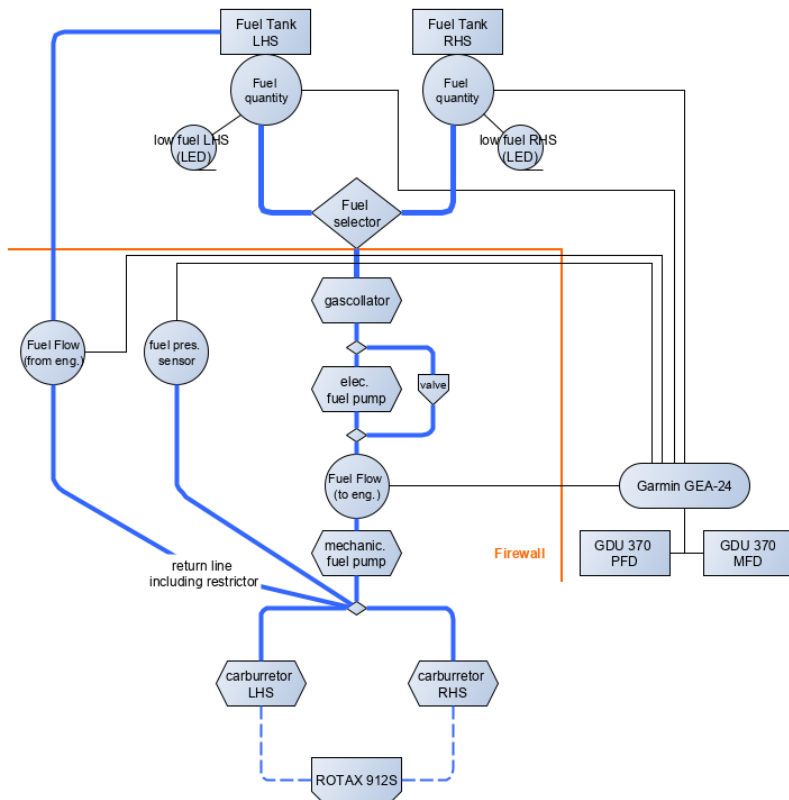 Fuel Tank
LHS
Fuel Tank
RHS
Fuel
quantity
Fuel
quantity
low fuel LHS
(LED)
low fuel RHS
(LED)
Fuel
selector
gascollator
Fuel Flow
(from eng.)
fuel pres.
sensor
elec.
fuel pump
valve
Fuel Flow
(to eng.)
Garmin GEA-24
mechanic.
fuel pump
Firewall
GDU 370
PFD
GDU 370
MFD
return line
including restrictor
carburretor
LHS
carburretor
RHS
ROTAX 912S